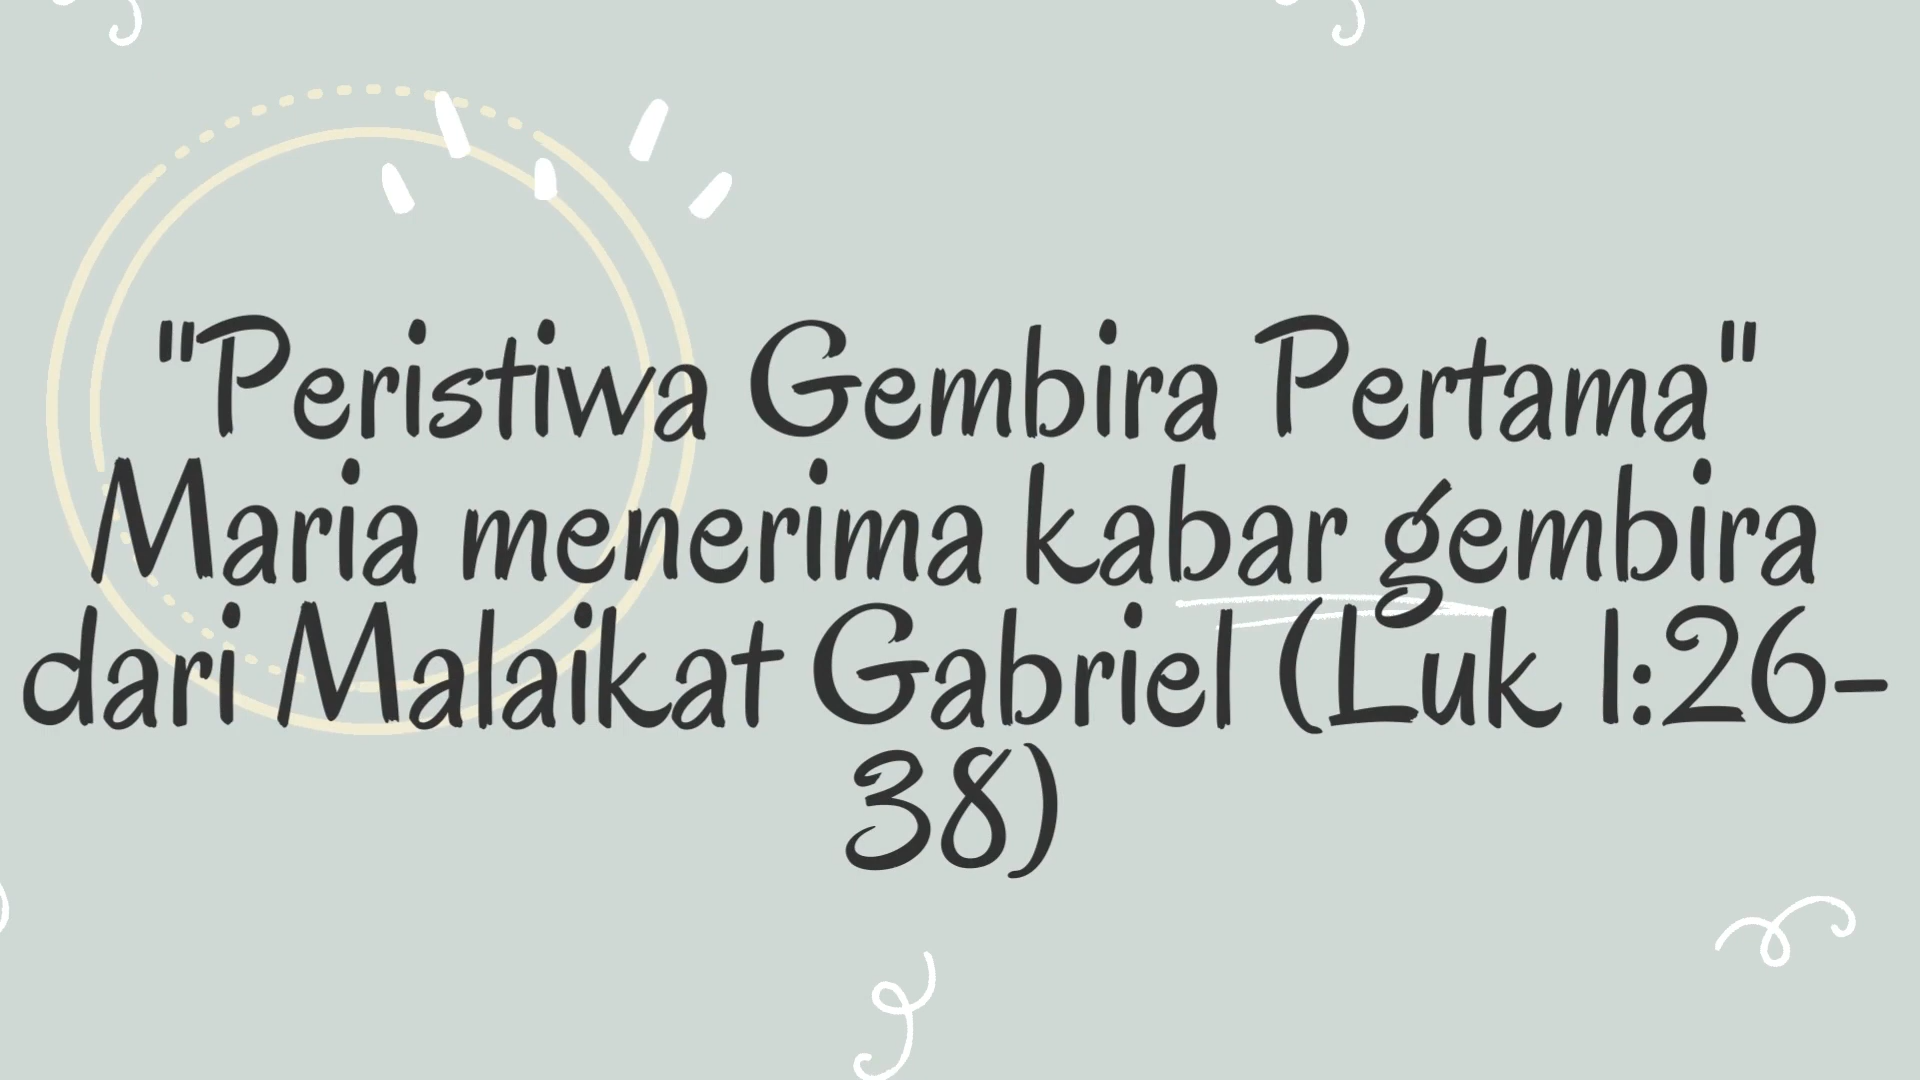 "Peristiwa Gembira Pertama"
Maria menerima kabar gembira
dari Malaikat Gabriel (Luk 1:26-
38)